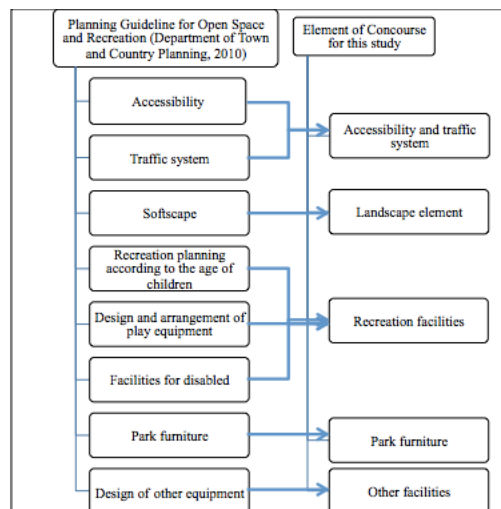 Planning Guideline for Open Space
and Recreation (Department of Town
and Country Planning, 2010)
Element of Concourse
for this study
Accessibility
Traffic system
Accessibility and traffic
system
Softscape
Landscape element
Recreation planning
according to the age of
children
Design and arrangement of
play equipment
Recreation facilities
Facilities for disabled
Park furniture
Park furniture
Design of other equipment
Other facilities